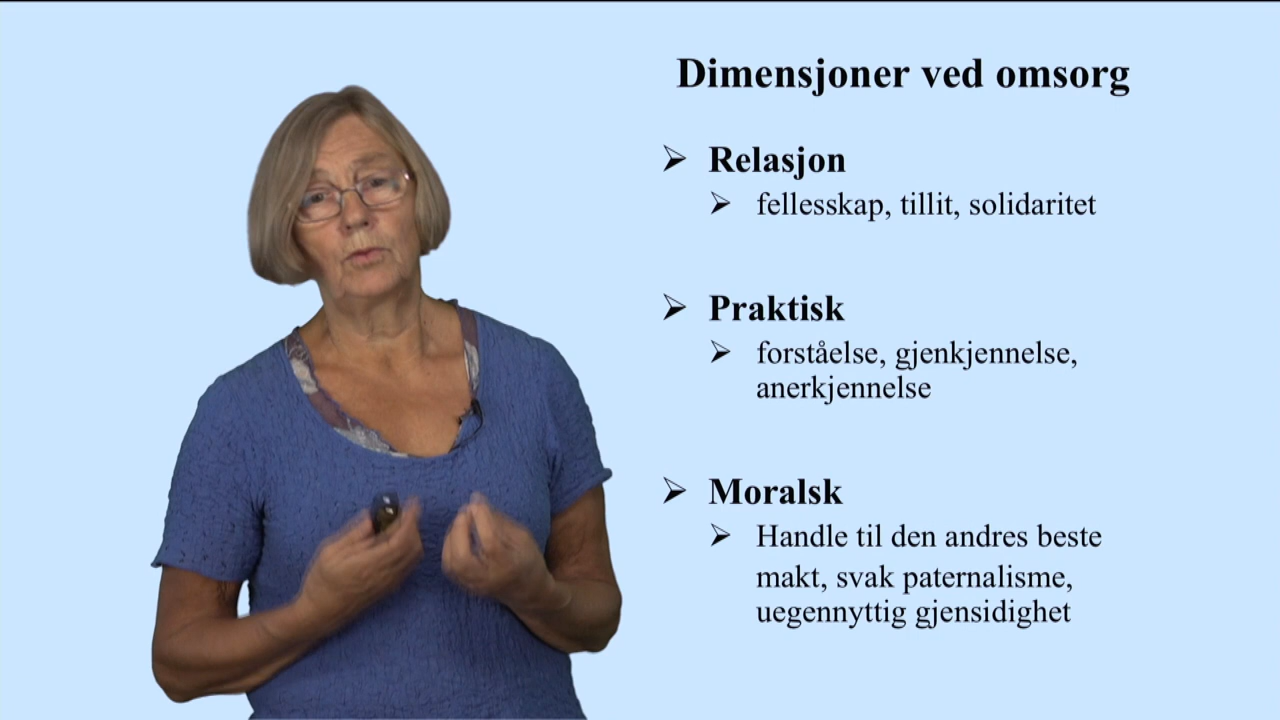 Dimensjoner ved omsorg
Relasjon
fellesskap, tillit, solidaritet
Praktisk
forståelse, gjenkjennelse,
anerkjennelse
Moralsk
Handle til den andres beste
makt, svak paternalisme,
uegennyttig gjensidighet